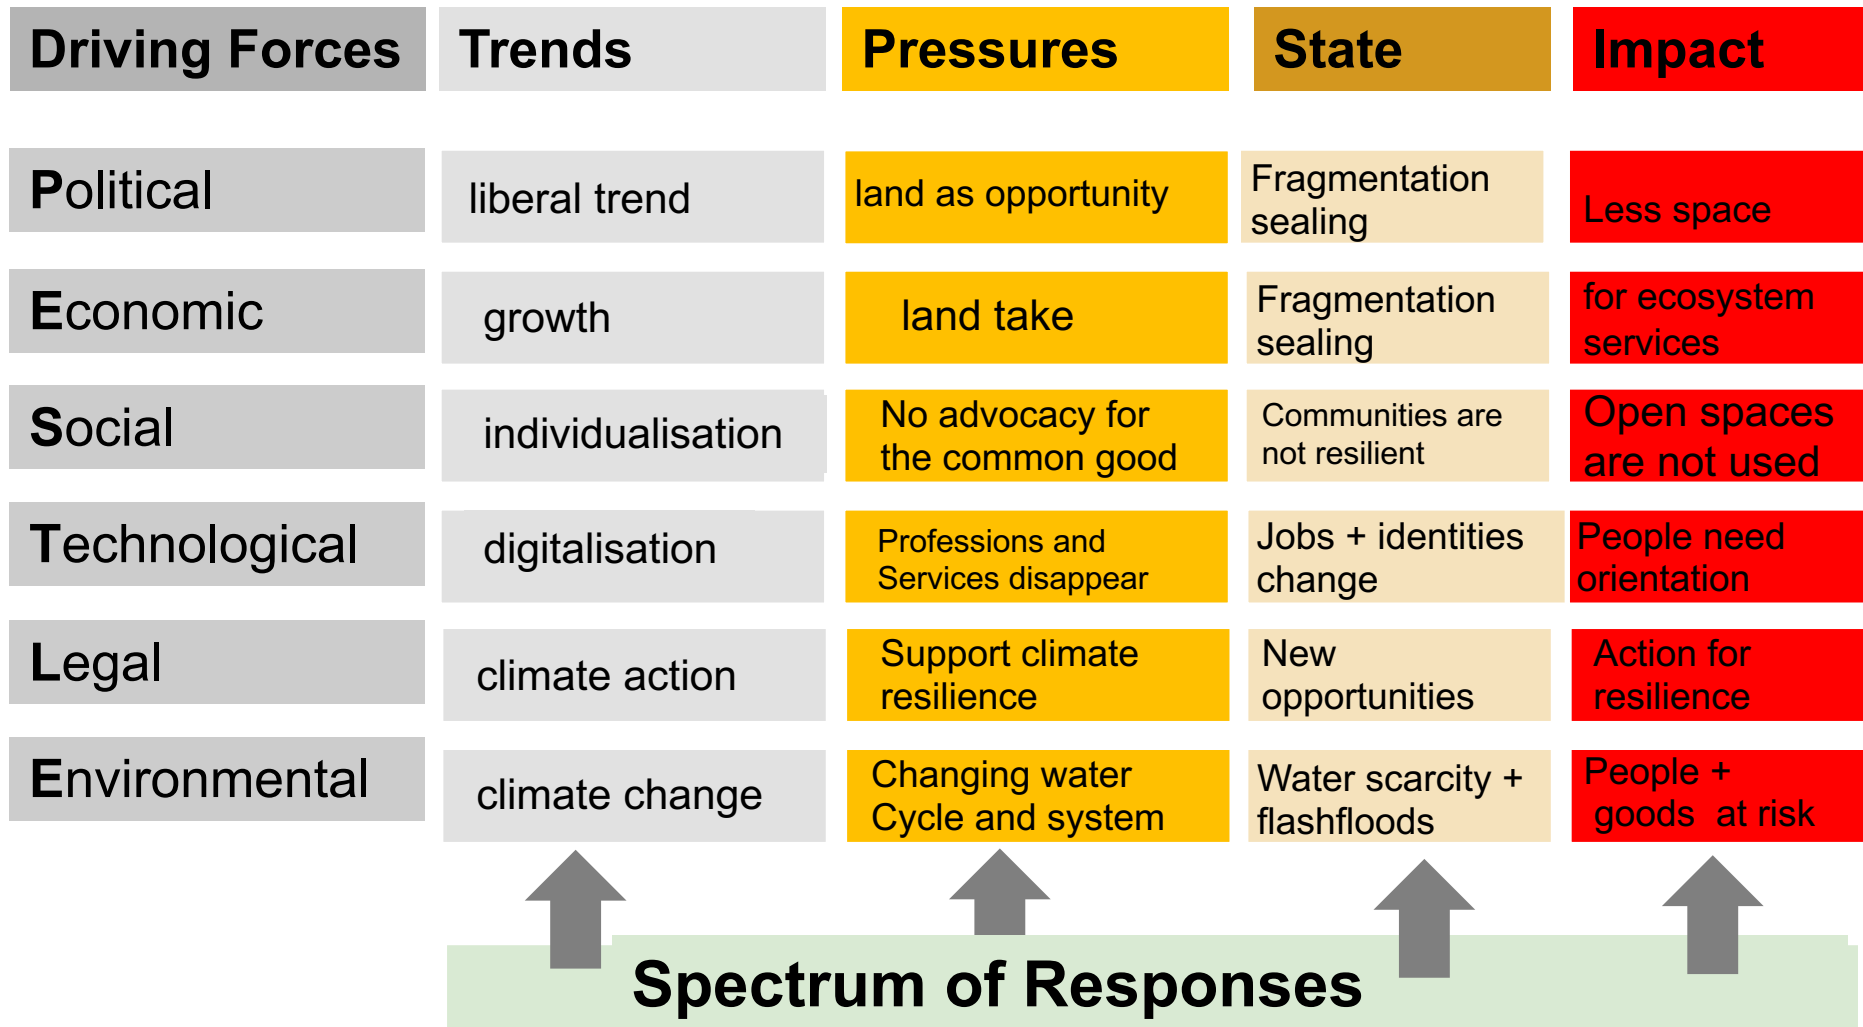 Driving Forces
Trends
Pressures
State
Impact
Political
liberal trend
land as opportunity
Fragmentation
sealing
Less space
Economic
growth
land take
Fragmentation
sealing
for ecosystem
services
Social
individualisation
No advocacy for
the common good
Communities are
not resilient
Open spaces
are not used
Technological
digitalisation
Professions and
Services disappear
Jobs + identities
change
People need
orientation
Legal
climate action
Support climate
resilience
New
opportunities
Action for
resilience
Environmental
climate change
Changing water
Cycle and system
Water scarcity +
flashfloods
People +
goods at risk
Spectrum of Responses